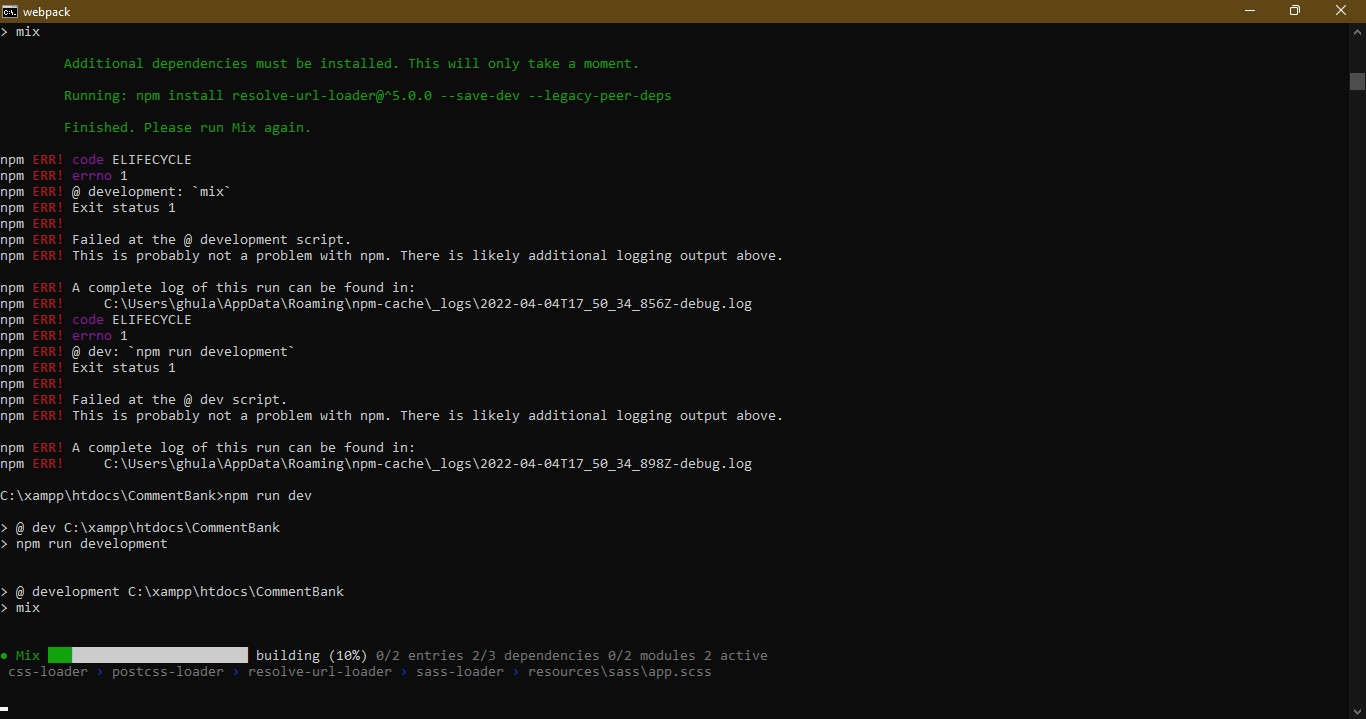 webpack
> mix
Additional dependencies must be installed. This will only take a moment.
Running: npm install resolve-url-loader@^5.0.0 --save-dev --legacy-peer-deps
Finished. Please run Mix again.
npm ERR! code ELIFECYCLE
npm ERR! errno 1
npm ERR! @ development: `mix`
npm ERR! Exit status 1
npm ERR!
npm ERR! Failed at the @ development script.
npm ERR! This is probably not a problem with npm. There is likely additional logging output above.
npm ERR! A complete log of this run can be found in:
npm ERR!     C:\Users\ghula\AppData\Roaming\npm-cache\_logs\2022-04-04T17_50_34_856Z-debug.log
npm ERR! code ELIFECYCLE
npm ERR! errno 1
npm ERR! @ dev: `npm run development`
npm ERR! Exit status 1
npm ERR!
npm ERR! Failed at the @ dev script.
npm ERR! This is probably not a problem with npm. There is likely additional logging output above.
npm ERR! A complete log of this run can be found in:
npm ERR!     C:\Users\ghula\AppData\Roaming\npm-cache\_logs\2022-04-04T17_50_34_898Z-debug.log
C:\xampp\htdocs\CommentBank>npm run dev
> @ dev C:\xampp\htdocs\CommentBank
> npm run development
> @ development C:\xampp\htdocs\CommentBank
> mix
● Mix building (10%) 0/2 entries 2/3 dependencies 0/2 modules 2 active
css-loader › postcss-loader › resolve-url-loader › sass-loader › resources\sass\app.scss